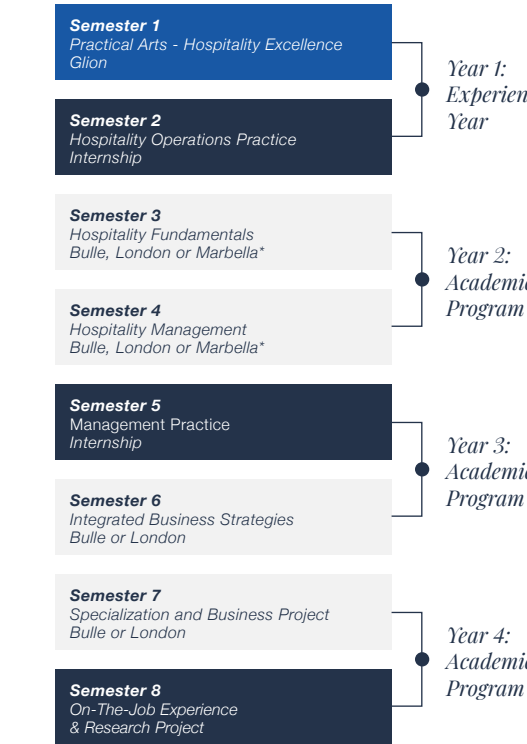 Semester 1
Practical Arts - Hospitality Excellence
Glion
Year 1:
Experien
Year
Semester 2
Hospitality Operations Practice
Internship
Semester 3
Hospitality Fundamentals
Bulle, London or Marbella*
Year 2:
Academic
Program
Semester 4
Hospitality Management
Bulle, London or Marbella*
Semester 5
Management Practice
Internship
Year 3:
Academic
Program
Semester 6
Integrated Business Strategies
Bulle or London
Semester 7
Specialization and Business Project
Bulle or London
Year 4:
Academic
Program
Semester 8
On-The-Job Experience
& Research Project